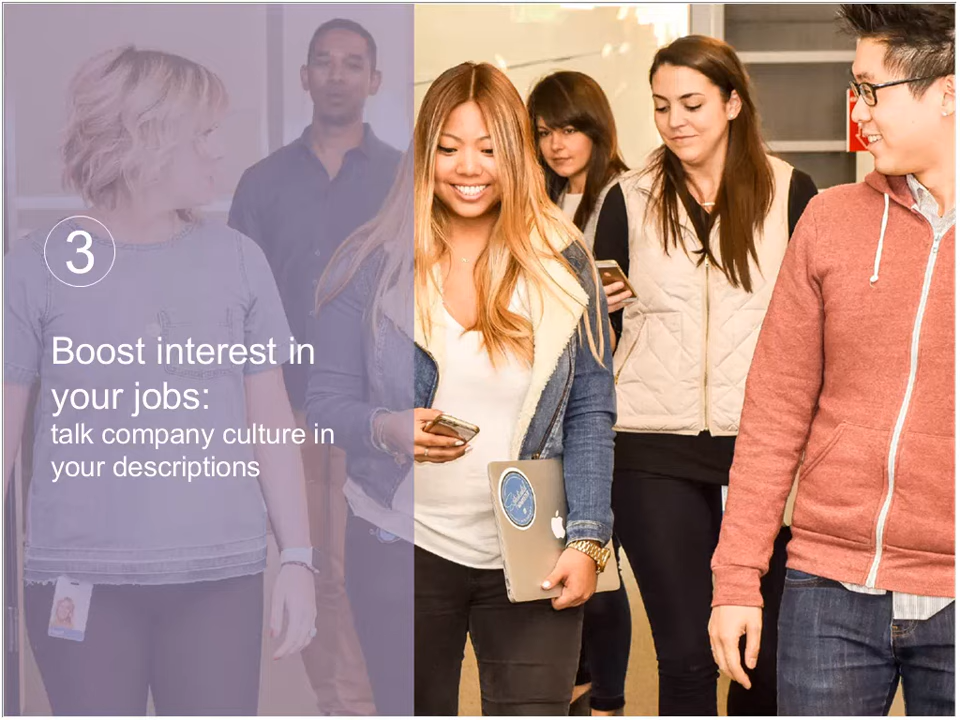 3
Boost interest in
your jobs:
talk company culture in
your descriptions